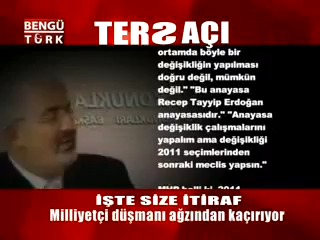 BENGÜ
TÜRK
TERS AÇI
ortamda böyle bir
değişikliğin yapılması
doğru değil, mümkün
değil." "Bu anayasa
Recep Tayyip Erdoğan
anayasasıdır." "Anayasa
değişiklik çalışmalarını
yapalım ama değişikliği
2011 seçimlerinden
sonraki meclis yapsın."
İŞTE SİZE İTİRAF
Milliyetçi düşmanı ağzından kaçırıyor